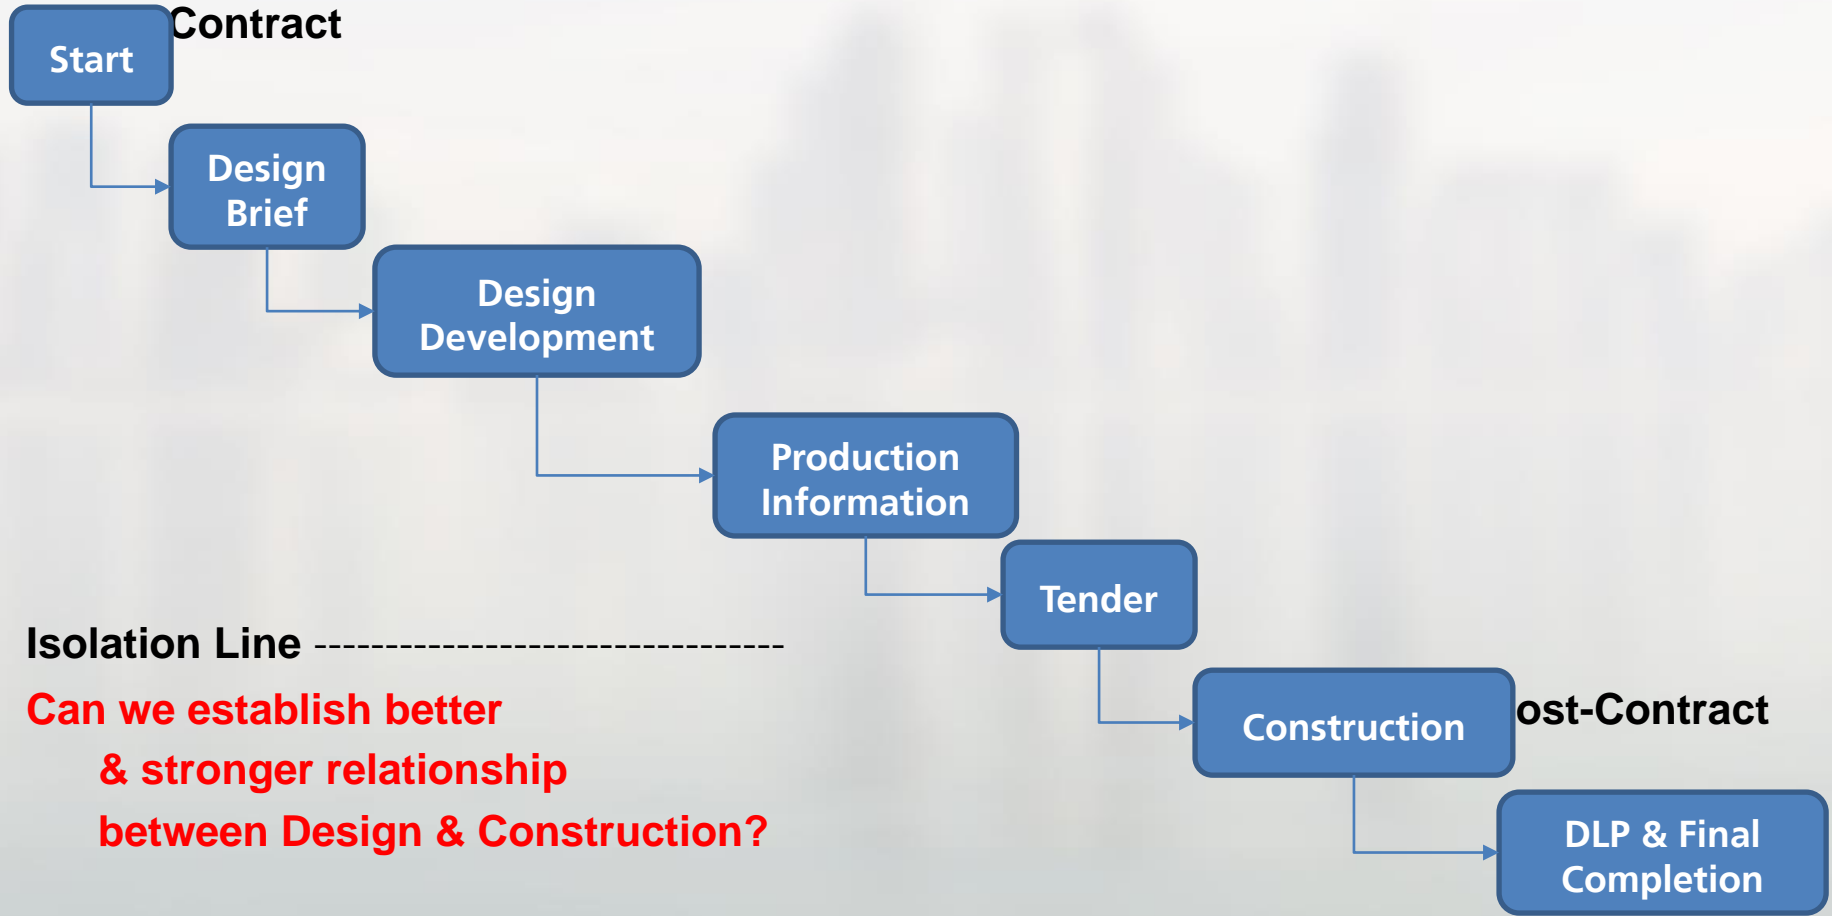 Contract
Start
Design
Brief
Design
Development
Production
Information
Tender
Isolation Line ---------------------------------
Can we establish better
& stronger relationship
between Design & Construction?
Construction
ost-Contract
DLP & Final
Completion